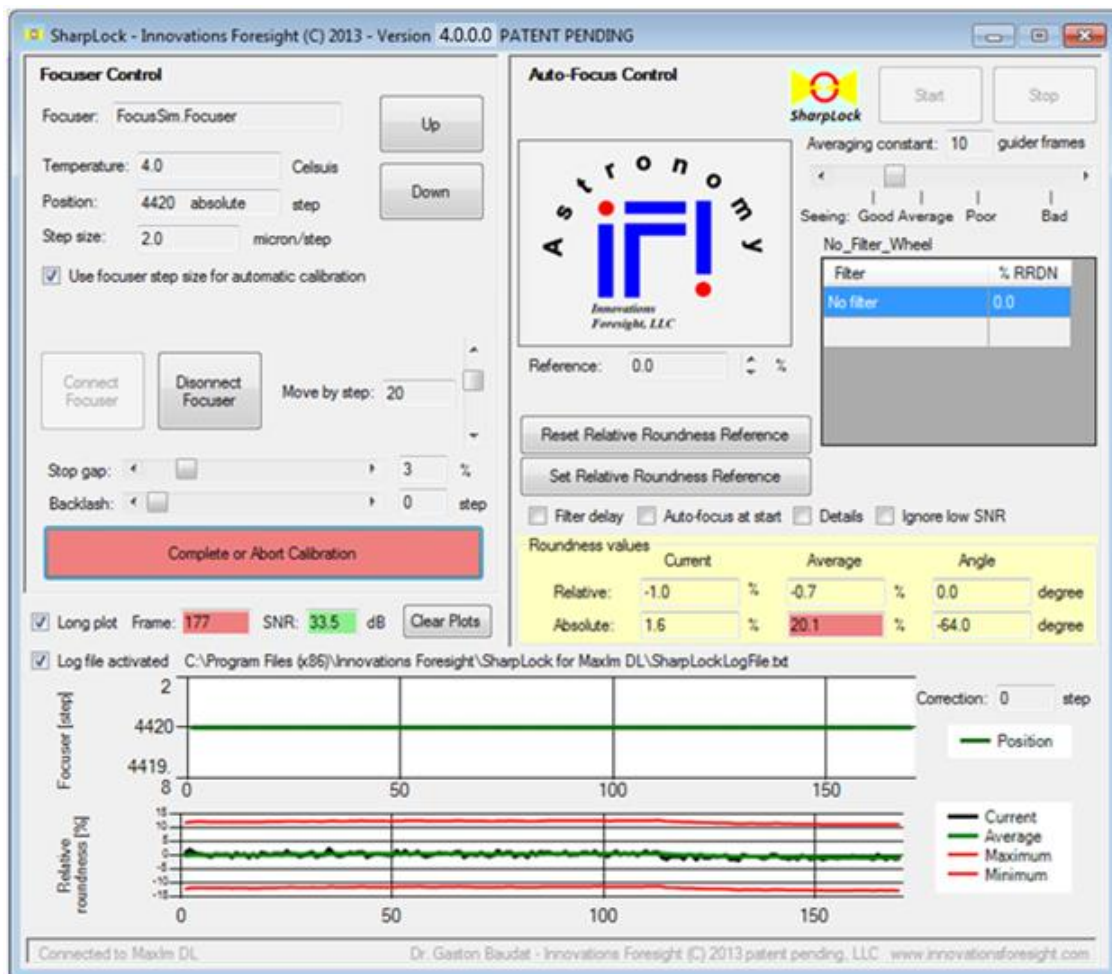 SharpLock - Innovations Foresight (C) 2013 - Version 4.0.0.0 PATENT PENDING
Focuser Control
Focuser: FocusSim.Focuser
Up
Temperature: 4.0 Celsuis
Down
Position: 4420 absolute step
Step size: 2.0 micron/step
Use focuser step size for automatic calibration
Connect Focuser
Disonnect Focuser
Move by step: 20
Stop gap: 3 %
Backlash: 0 step
Complete or Abort Calibration
Long plot Frame: 177 SNR: 33.5 dB Clear Plots
Auto-Focus Control
SharpLock
Start
Stop
Averaging constant: 10 guider frames
Seeing: Good Average Poor Bad
Astronomy
iFI
Innovations
Foresight, LLC
No_Filter_Wheel
Filter % RRDN
No filter 0.0
Reference: 0.0 %
Reset Relative Roundness Reference
Set Relative Roundness Reference
Filter delay Auto-focus at start Details Ignore low SNR
Roundness values
Current Average Angle
Relative: -1.0 % -0.7 % 0.0 degree
Absolute: 1.6 % 20.1 % -64.0 degree
Log file activated C:\Program Files (x86)\Innovations Foresight\SharpLock for MaxIm DL\SharpLockLogFile.txt
Focuser [step]
2
4420
4419.
8
0 50 100 150
Correction: 0 step
Position
Relative roundness [%]
15
10
5
0
-5
-10
-15
0 50 100 150
Current
Average
Maximum
Minimum
Connected to MaxIm DL
Dr. Gaston Baudat - Innovations Foresight (C) 2013 patent pending, LLC www.innovationsforesight.com